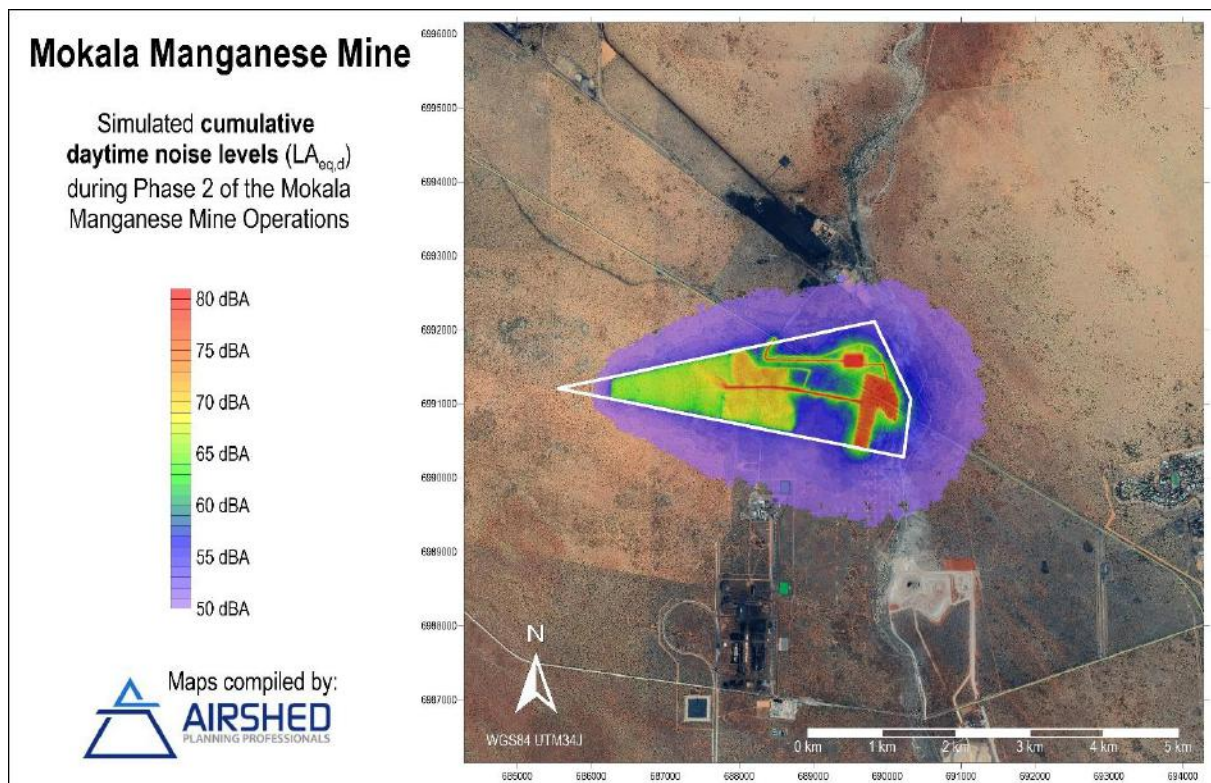 Mokala Manganese Mine
Simulated cumulative
daytime noise levels (LAeq,d)
during Phase 2 of the Mokala
Manganese Mine Operations
80 dBA
75 dBA
70 dBA
65 dBA
60 dBA
55 dBA
50 dBA
Maps compiled by:
AIRSHED
PLANNING PROFESSIONALS
6996000
6995000
6994000
6993000
6992000
6991000
6990000
6989000
6988000
6987000
N
WGS84 UTM34J
0 km 1 km 2 km 3 km 4 km 5 km
685000 686000 687000 688000 689000 690000 691000 692000 693000 694000